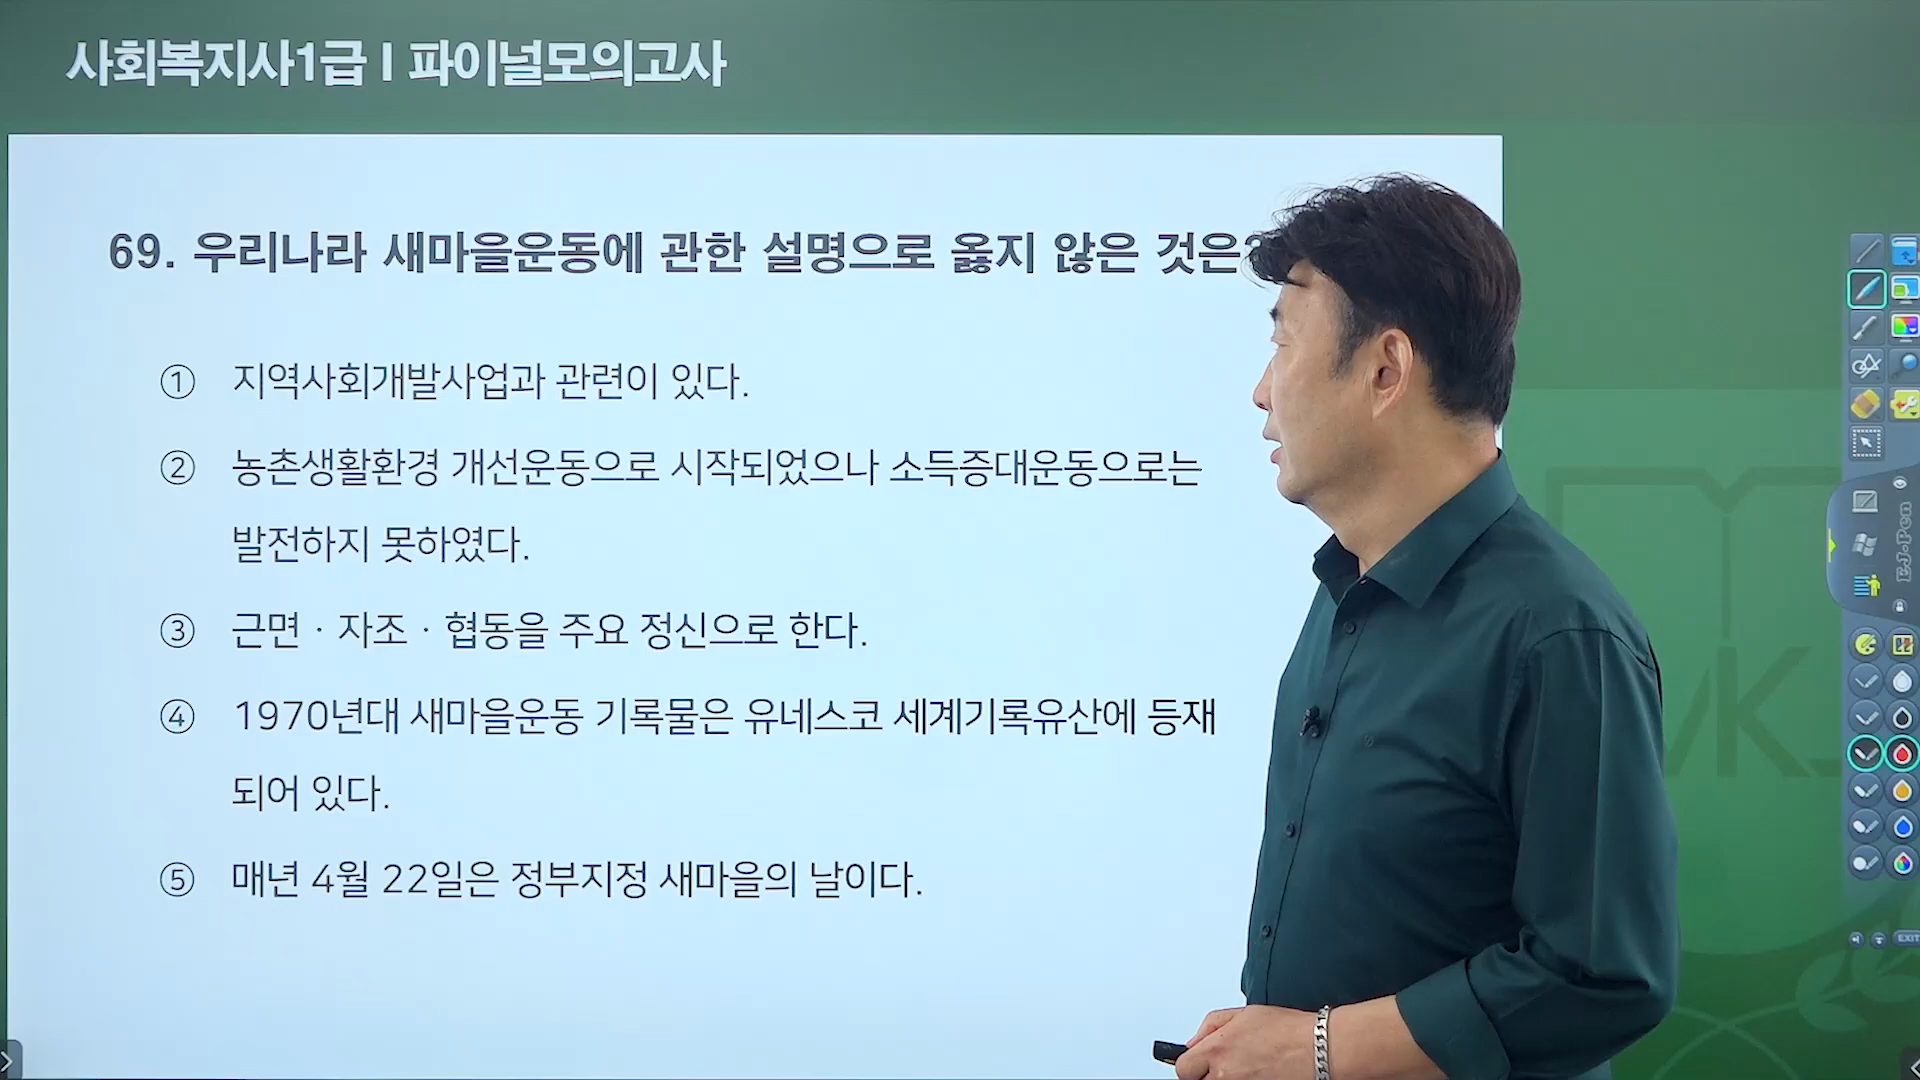 사회복지사1급 I 파이널모의고사
69. 우리나라 새마을운동에 관한 설명으로 옳지 않은 것은?
① 지역사회개발사업과 관련이 있다.
② 농촌생활환경 개선운동으로 시작되었으나 소득증대운동으로는
발전하지 못하였다.
③ 근면 · 자조 · 협동을 주요 정신으로 한다.
④ 1970년대 새마을운동 기록물은 유네스코 세계기록유산에 등재
되어 있다.
⑤ 매년 4월 22일은 정부지정 새마을의 날이다.
EJ-Pen
EXIT